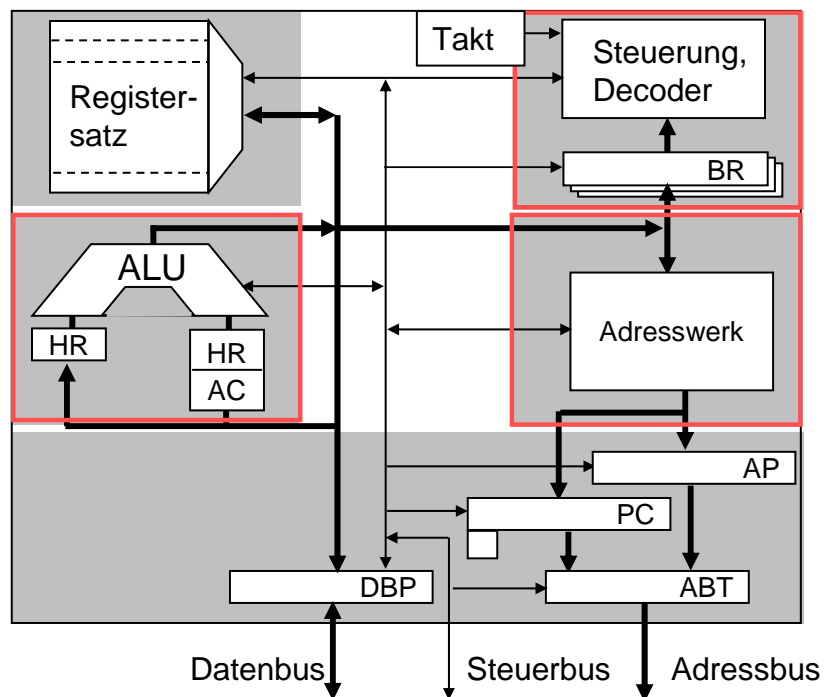 Takt
Steuerung,
Decoder
Register-
satz
BR
ALU
HR
HR
AC
Adresswerk
AP
PC
DBP
ABT
Datenbus
Steuerbus
Adressbus